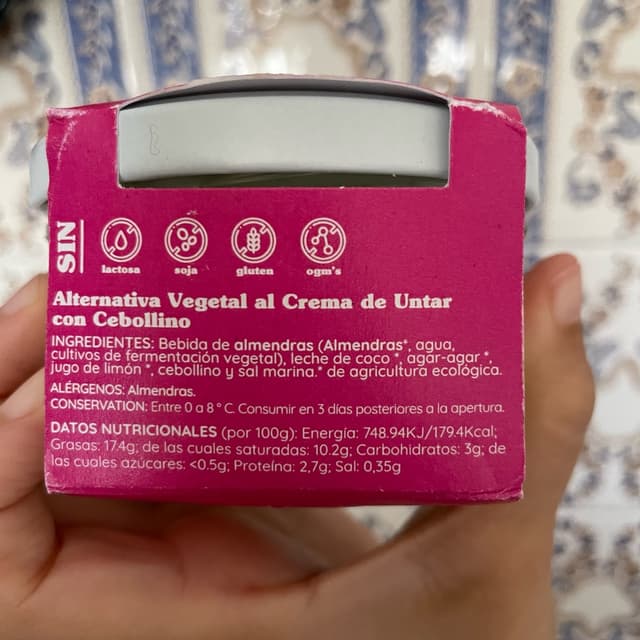 SIN
lactosa soja gluten ogm's
Alternativa Vegetal al Crema de Untar
con Cebollino
INGREDIENTES: Bebida de almendras (Almendras*, agua,
cultivos de fermentación vegetal), leche de coco *, agar-agar *,
jugo de limón *, cebollino y sal marina.* de agricultura ecológica.
ALÉRGENOS: Almendras.
CONSERVATION: Entre 0 a 8 º C. Consumir en 3 días posteriores a la apertura.
DATOS NUTRICIONALES (por 100g): Energía: 748.94KJ/179.4Kcal;
Grasas: 17.4g; de las cuales saturadas: 10.2g; Carbohidratos: 3g; de
las cuales azúcares: <0.5g; Proteína: 2,7g; Sal: 0,35g